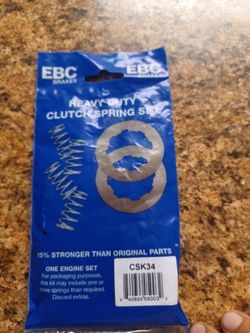 EBC
BRAKES
EBC
BRAKES
HEAVY DUTY
CLUTCH SPRING SET
15% STRONGER THAN ORIGINAL PARTS
ONE ENGINE SET
For packaging purposes,
this kit may include one or
more springs than required.
Discard extras.
CSK34